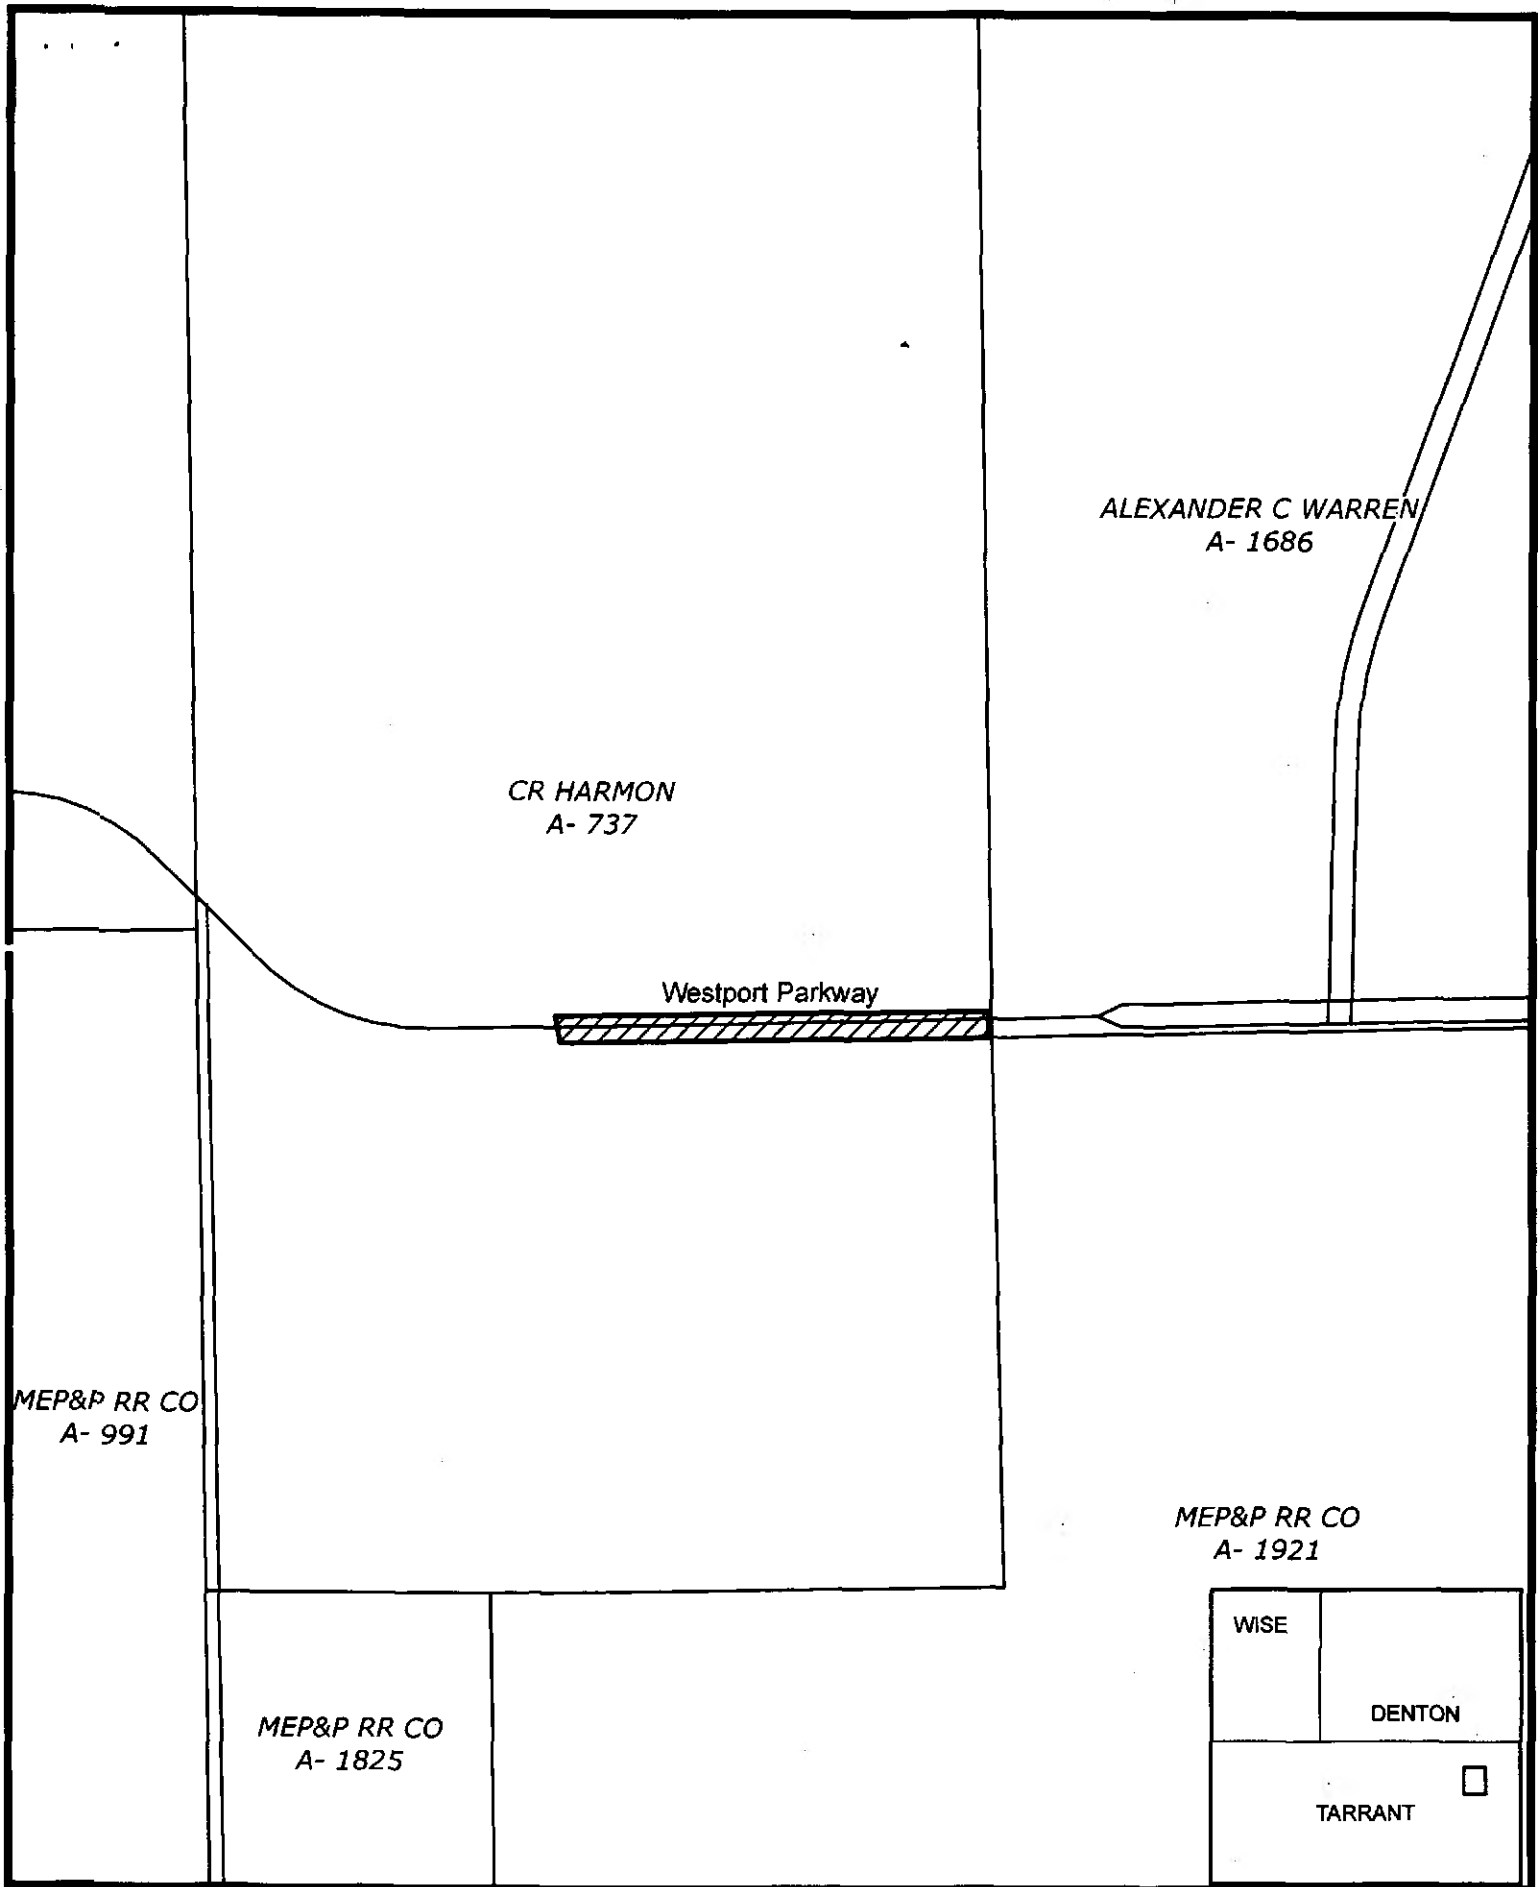 ALEXANDER C WARREN
A- 1686
CR HARMON
A- 737
Westport Parkway
MEP&P RR CO
A- 991
MEP&P RR CO
A- 1921
WISE
DENTON
MEP&P RR CO
A- 1825
TARRANT